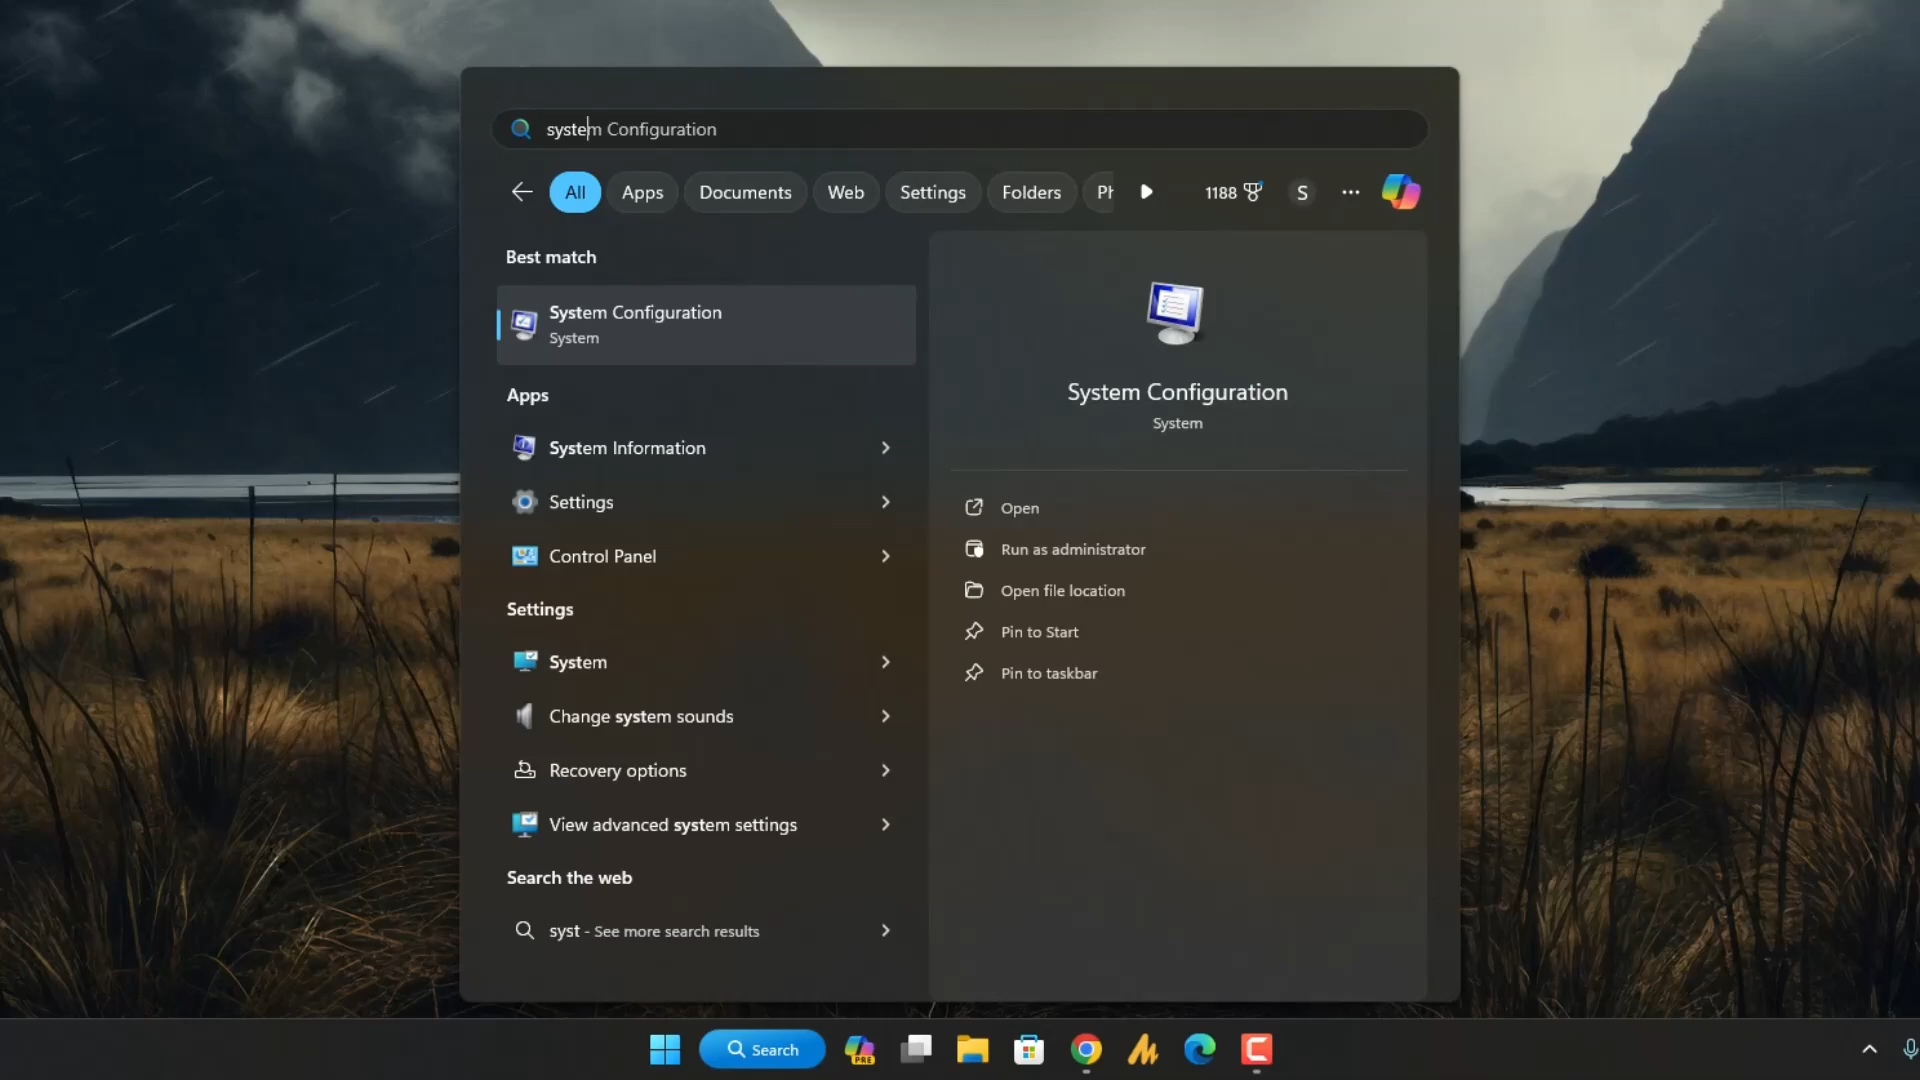 system Configuration
All
Apps
Documents
Web
Settings
Folders
1188
S
Best match
System Configuration
System
Apps
System Information
Settings
Control Panel
Settings
System
Change system sounds
Recovery options
View advanced system settings
Search the web
syst - See more search results
System Configuration
System
Open
Run as administrator
Open file location
Pin to Start
Pin to taskbar
Search
PRE